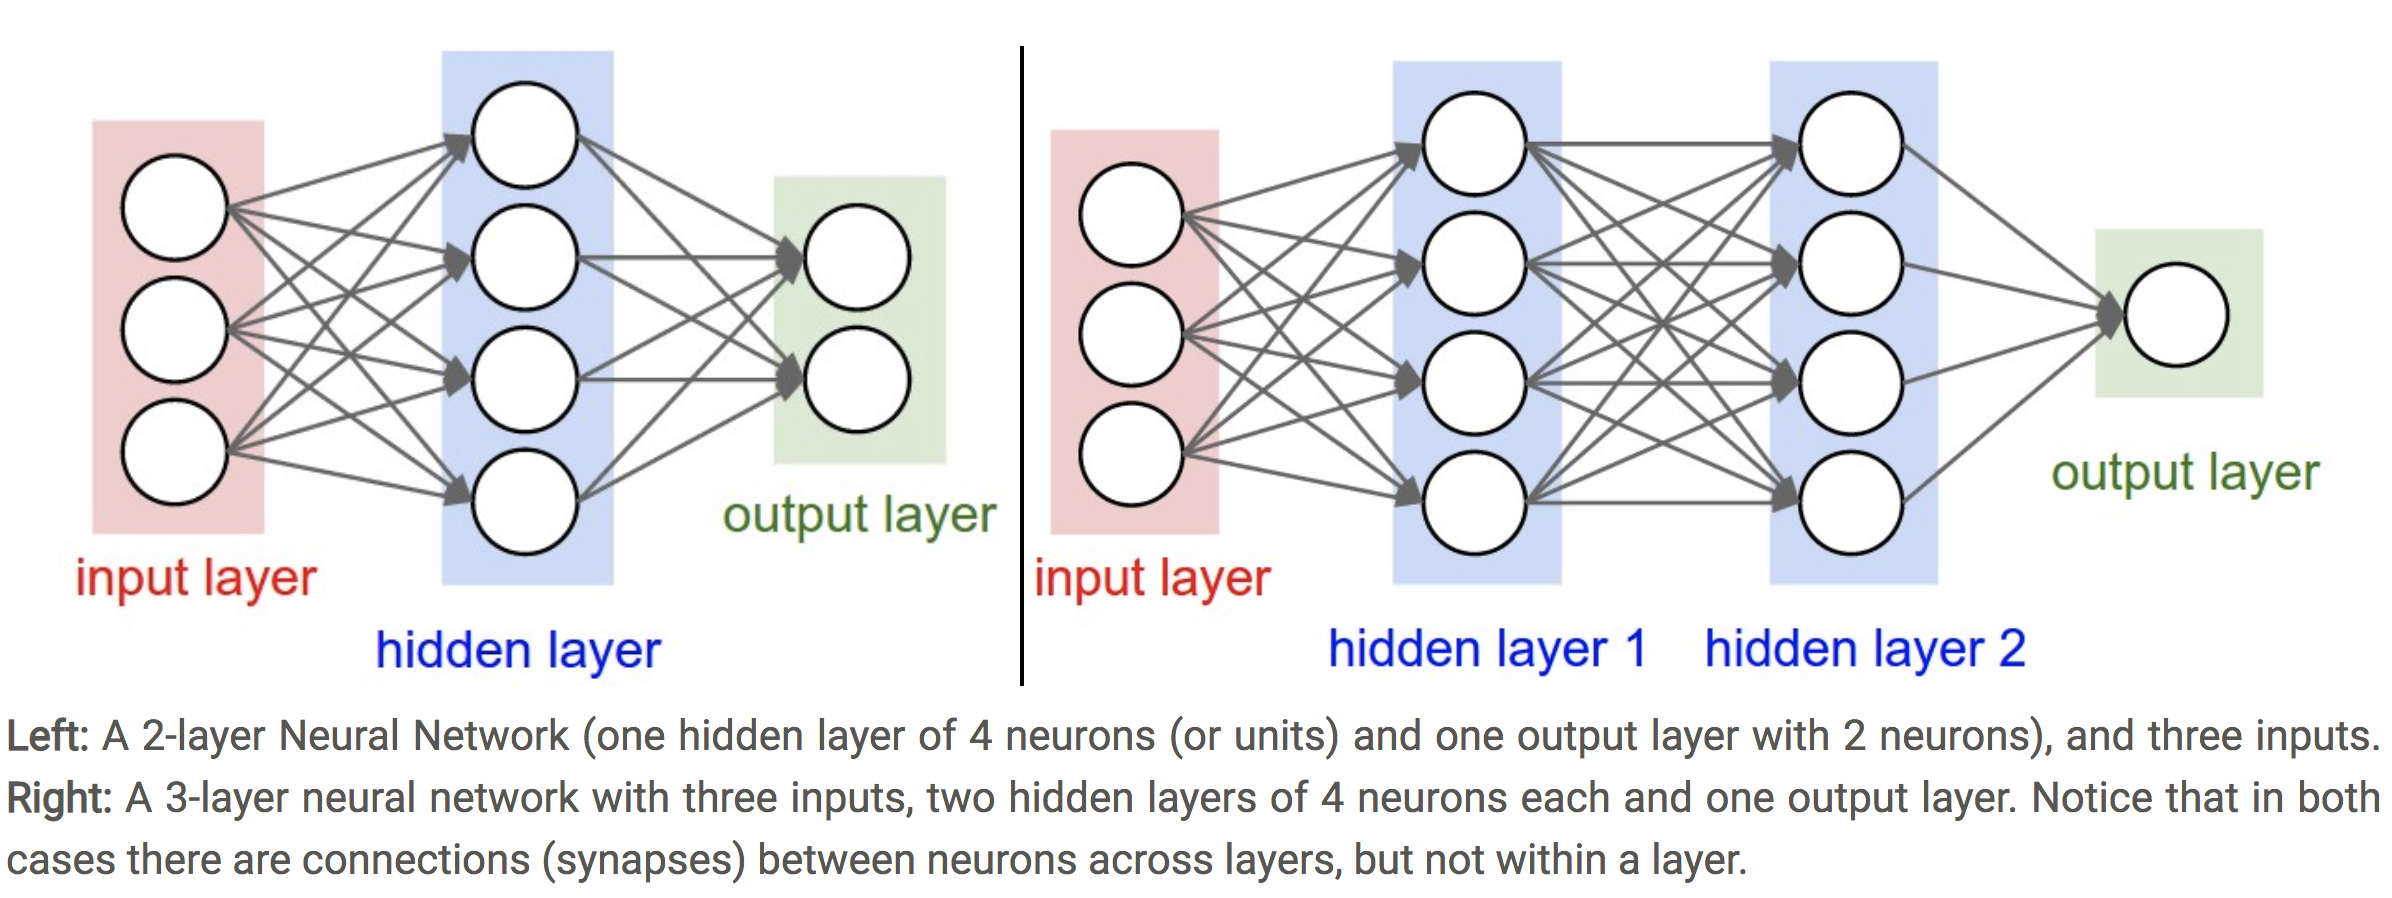 input layer
hidden layer
output layer
input layer
hidden layer 1
hidden layer 2
output layer
Left: A 2-layer Neural Network (one hidden layer of 4 neurons (or units) and one output layer with 2 neurons), and three inputs.
Right: A 3-layer neural network with three inputs, two hidden layers of 4 neurons each and one output layer. Notice that in both
cases there are connections (synapses) between neurons across layers, but not within a layer.